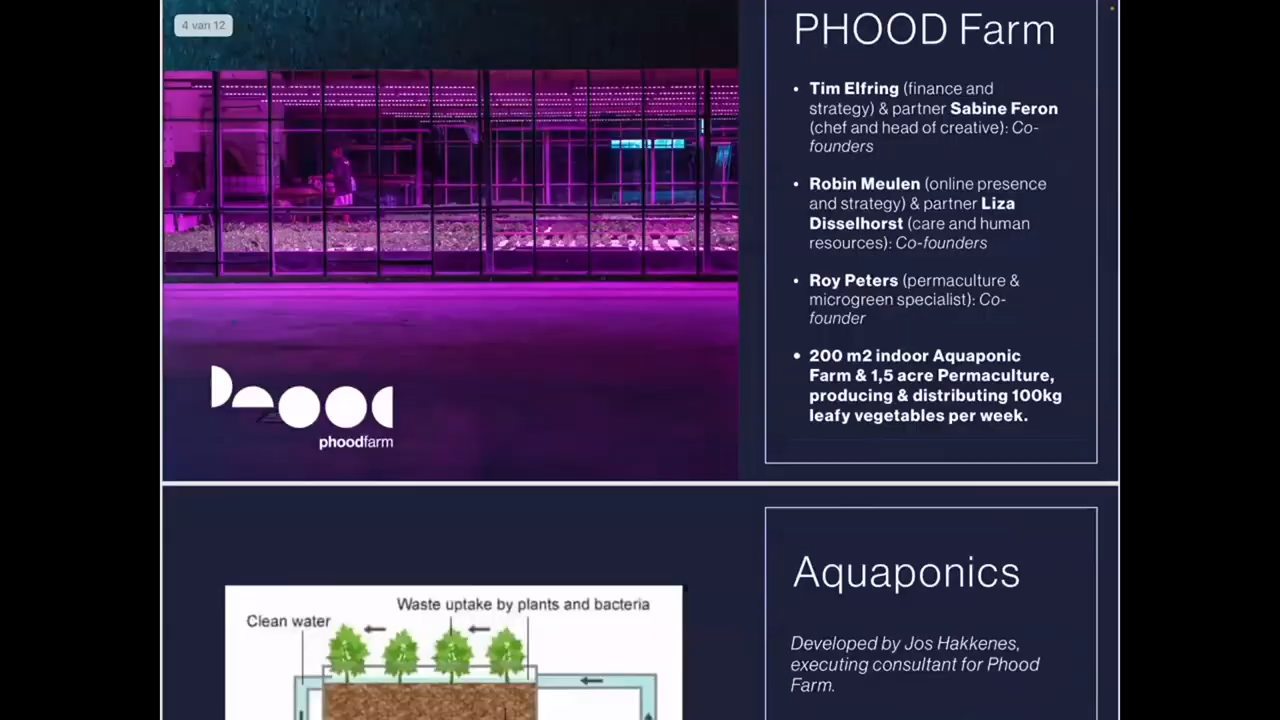 4 van 12
PHOOD Farm
• Tim Elfring (finance and
strategy) & partner Sabine Feron
(chef and head of creative): Co-
founders
• Robin Meulen (online presence
and strategy) & partner Liza
Disselhorst (care and human
resources): Co-founders
• Roy Peters (permaculture &
microgreen specialist): Co-
founder
• 200 m2 indoor Aquaponic
Farm & 1,5 acre Permaculture,
producing & distributing 100kg
leafy vegetables per week.
phoodfarm
Waste uptake by plants and bacteria
Clean water
Aquaponics
Developed by Jos Hakkenes,
executing consultant for Phood
Farm.